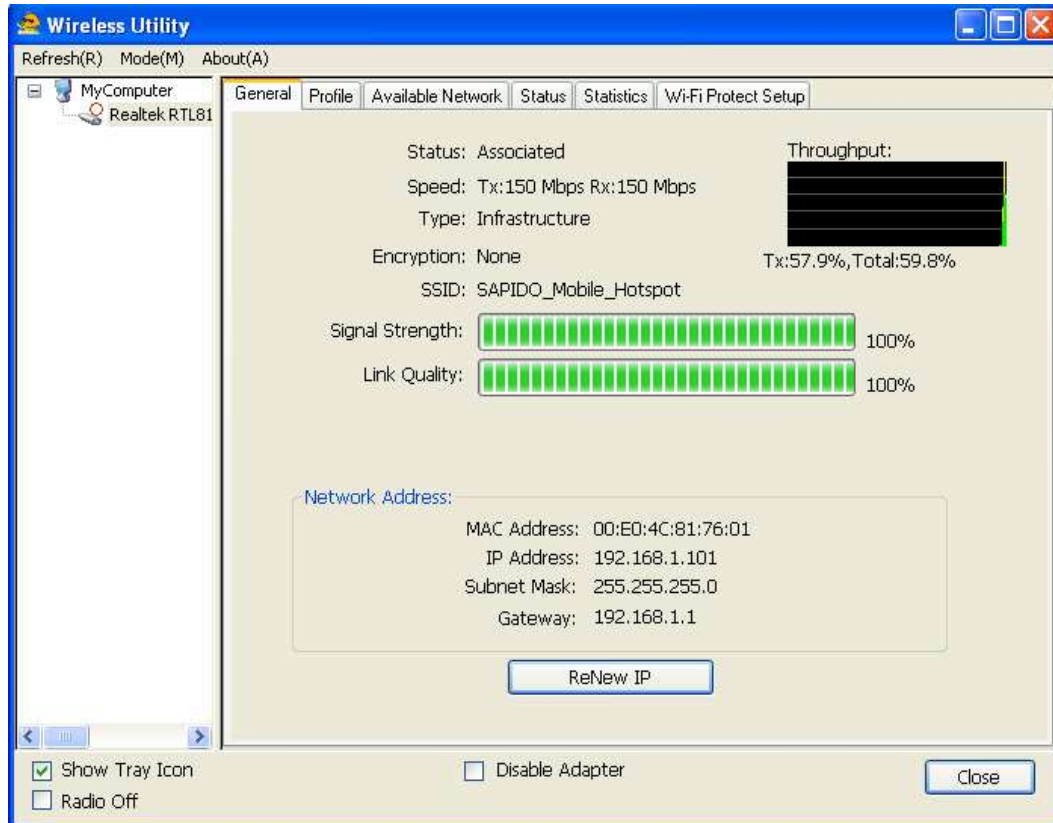 Wireless Utility
Refresh(R) Mode(M) About(A)
MyComputer
Realtek RTL81
General Profile Available Network Status Statistics Wi-Fi Protect Setup
Status: Associated
Speed: Tx:150 Mbps Rx:150 Mbps
Type: Infrastructure
Encryption: None
SSID: SAPIDO_Mobile_Hotspot
Signal Strength: 100%
Link Quality: 100%
Throughput:
Tx:57.9%,Total:59.8%
Network Address:
MAC Address: 00:E0:4C:81:76:01
IP Address: 192.168.1.101
Subnet Mask: 255.255.255.0
Gateway: 192.168.1.1
ReNew IP
Show Tray Icon
Radio Off
Disable Adapter
Close